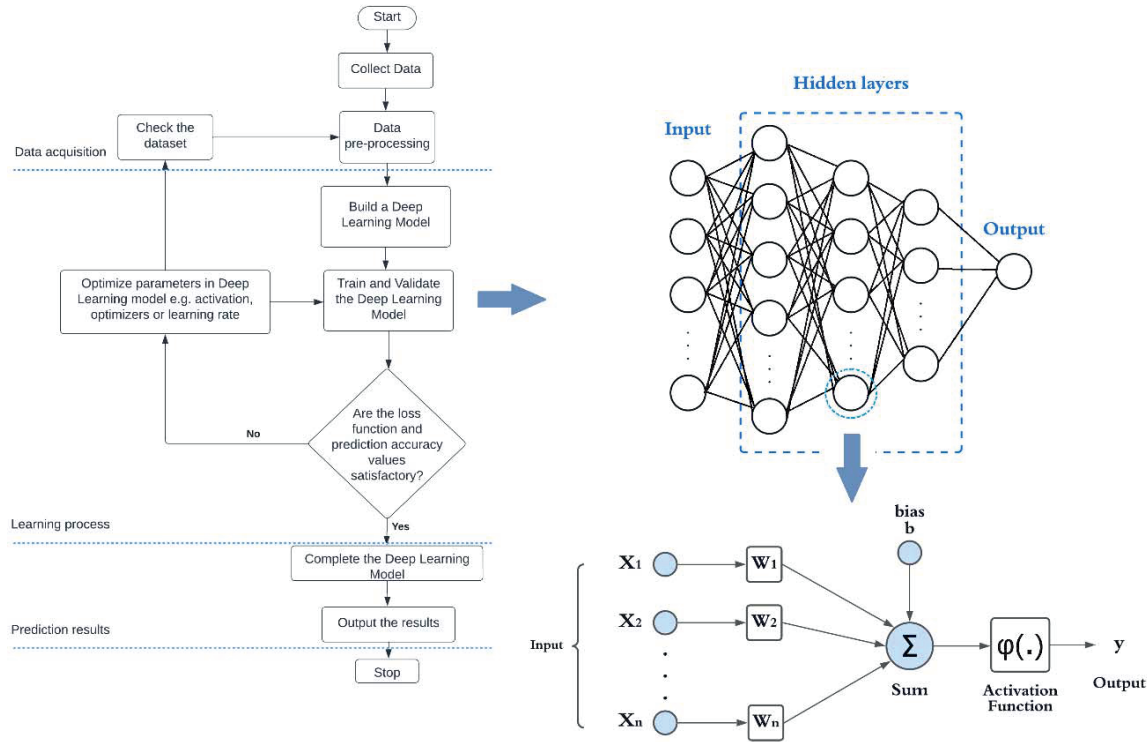 Start
Collect Data
Check the
dataset
Data
pre-processing
Data acquisition
Build a Deep
Learning Model
Optimize parameters in Deep
Learning model e.g. activation,
optimizers or learning rate
Train and Validate
the Deep Learning
Model
Are the loss
function and
prediction accuracy
values
satisfactory?
No
Yes
Learning process
Complete the Deep Learning
Model
Output the results
Prediction results
Stop
Hidden layers
Input
Output
bias
b
Input
X1
W1
X2
W2
Xn
Wn
Σ
Sum
φ(.)
Activation
Function
y
Output